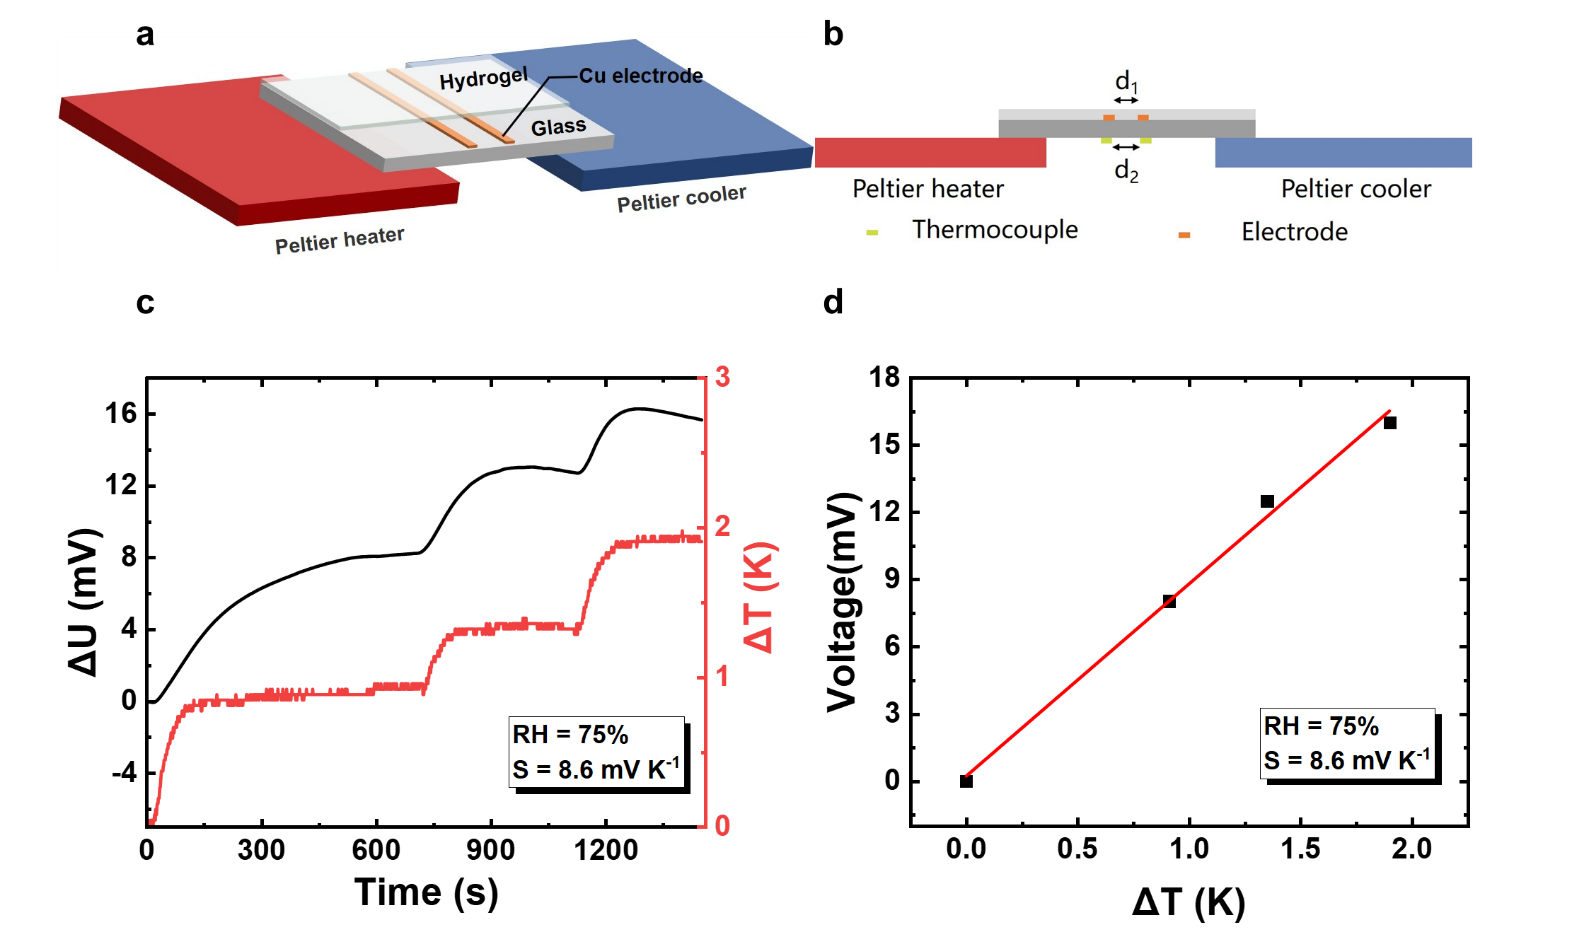 a
Hydrogel
Cu electrode
Glass
Peltier heater
Peltier cooler
b
d1
d2
Peltier heater
Peltier cooler
Thermocouple
Electrode
c
ΔU (mV)
16
12
8
4
0
-4
3
2
1
0
ΔT (K)
RH = 75%
S = 8.6 mV K-1
0
300
600
900
1200
Time (s)
d
Voltage(mV)
18
15
12
9
6
3
0
RH = 75%
S = 8.6 mV K-1
0.0
0.5
1.0
1.5
2.0
ΔT (K)